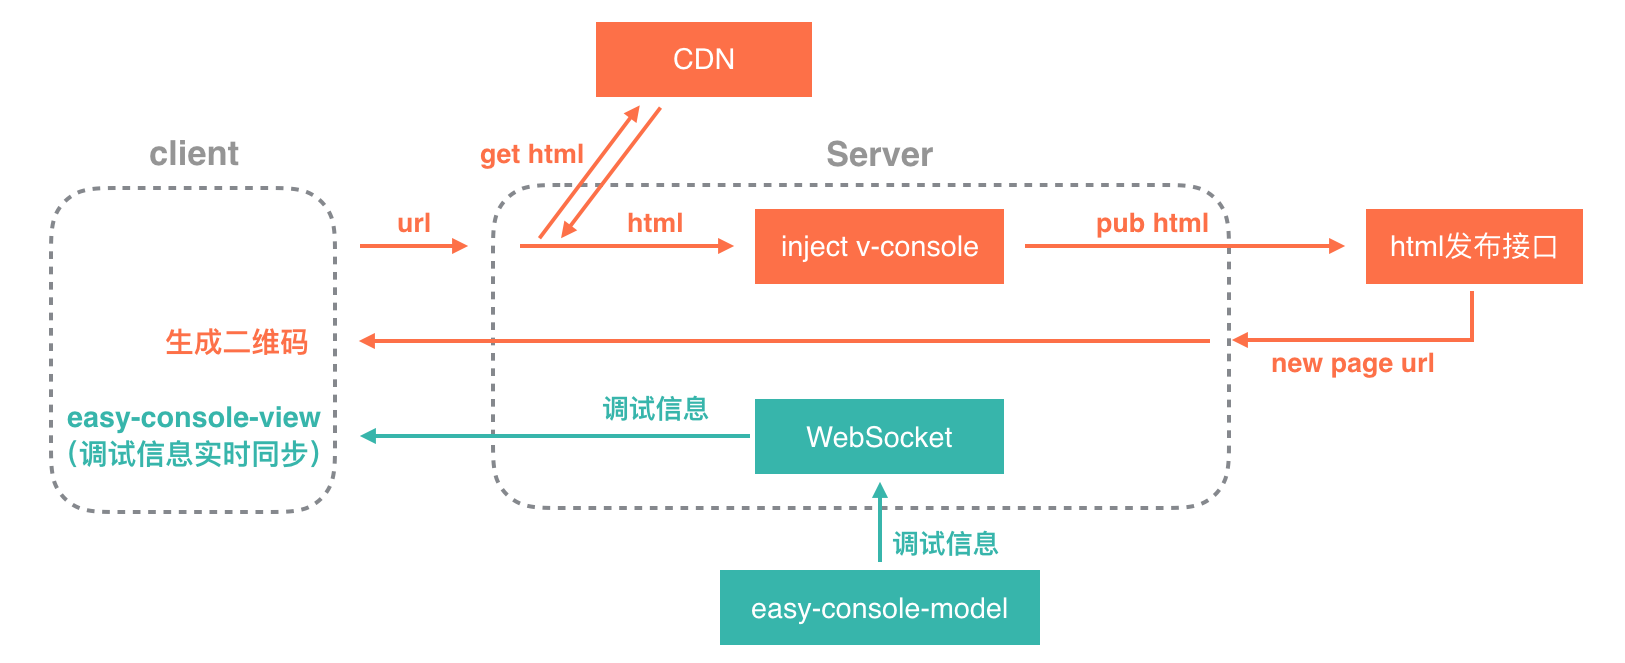 CDN
client
get html
Server
url
html
inject v-console
pub html
html发布接口
生成二维码
new page url
easy-console-view
（调试信息实时同步）
调试信息
WebSocket
调试信息
easy-console-model